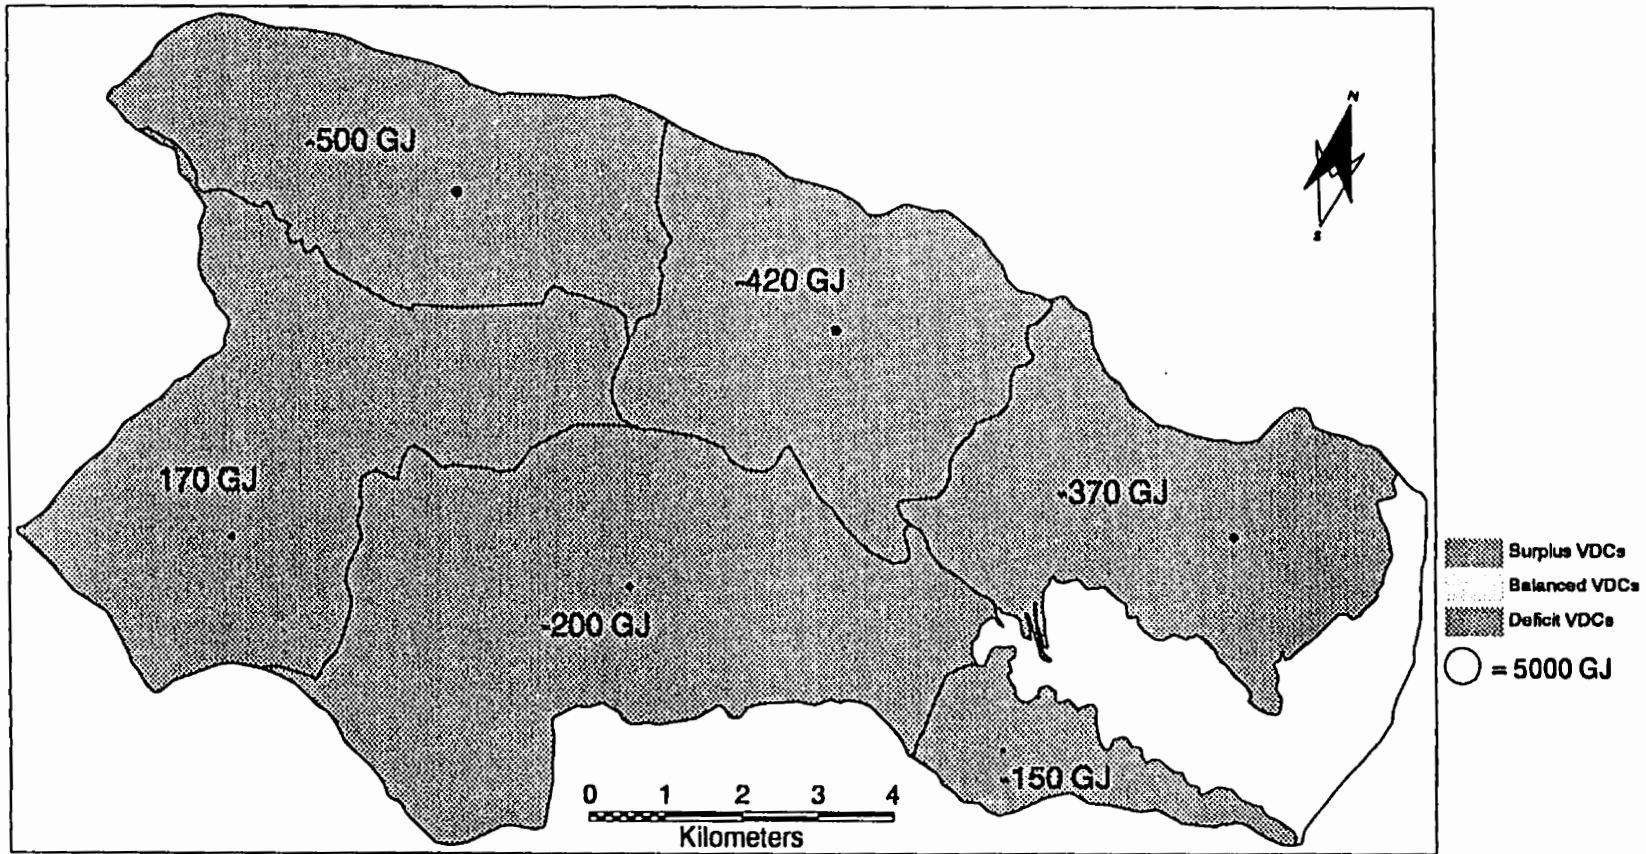 N
S
-500 GJ
-420 GJ
170 GJ
-370 GJ
-200 GJ
-150 GJ
Surplus VDCs
Balanced VDCs
Deficit VDCs
= 5000 GJ
0 1 2 3 4
Kilometers